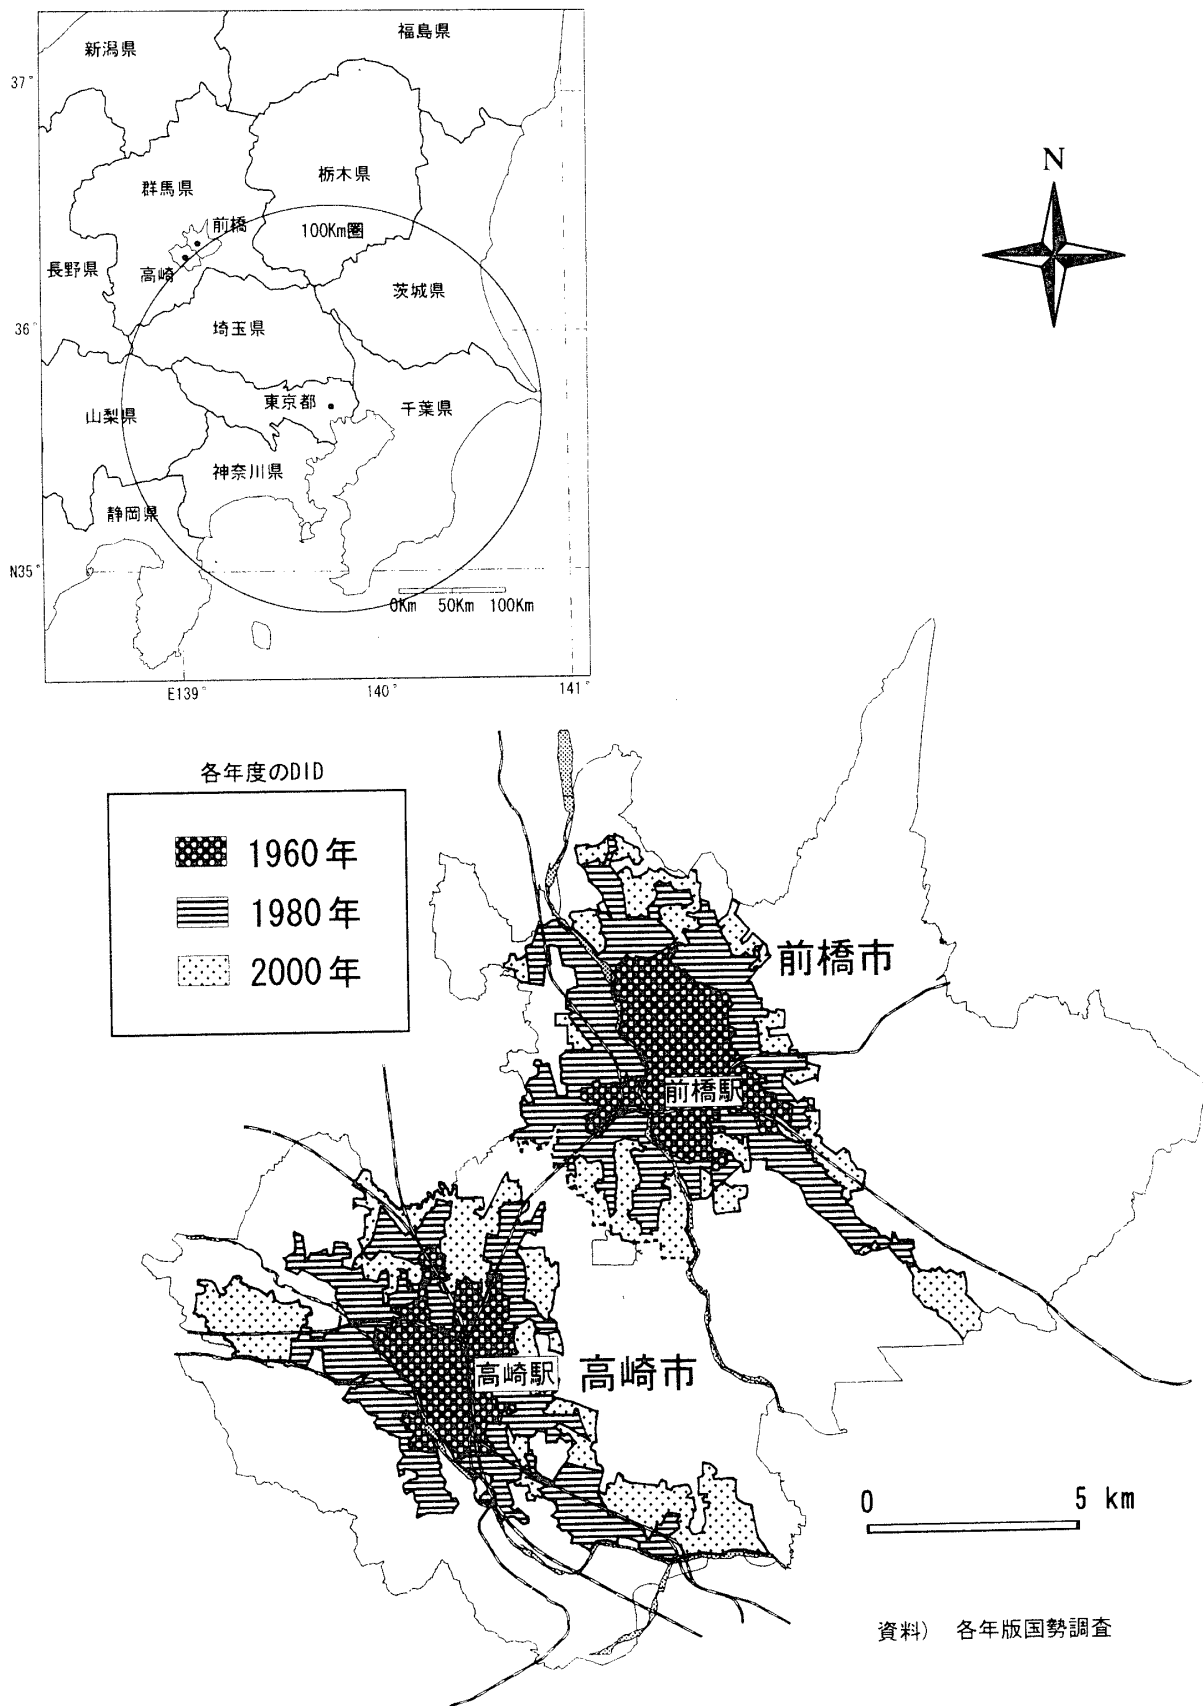 新潟県
福島県
37°
栃木県
群馬県
前橋
100Km圏
長野県
高崎
茨城県
36°
埼玉県
東京都
千葉県
山梨県
神奈川県
静岡県
N35°
0Km 50Km 100Km
E139° 140° 141°
N
各年度のDID
1960年
1980年
2000年
前橋市
前橋駅
高崎駅
高崎市
0 5 km
資料) 各年版国勢調査